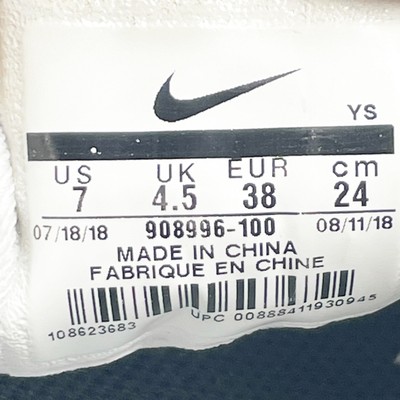 YS
US UK EUR cm
7 4.5 38 24
07/18/18 908996-100 08/11/18
MADE IN CHINA
FABRIQUE EN CHINE
108623683 UPC 00888411930945